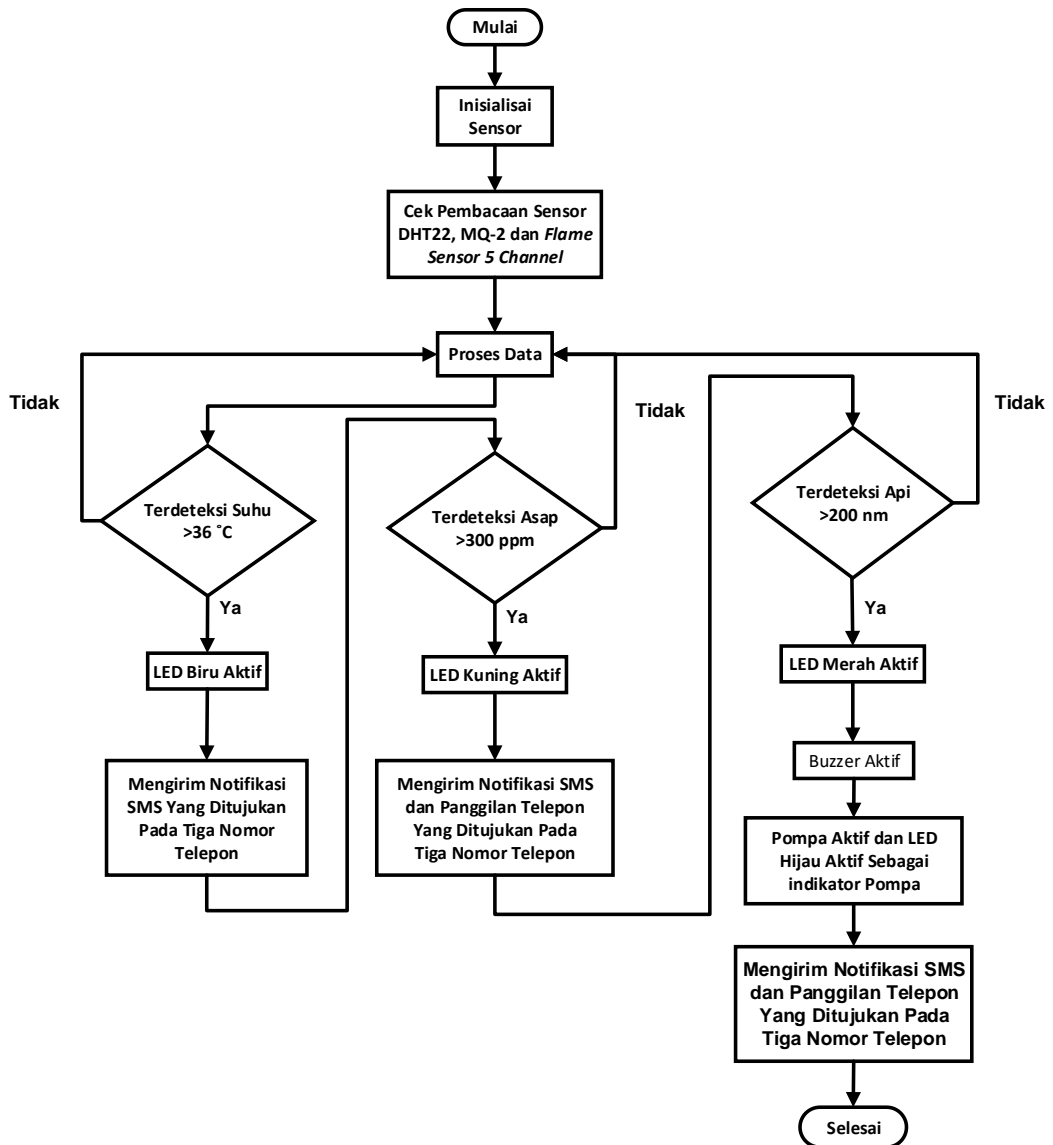 Mulai
Inisialisai
Sensor
Cek Pembacaan Sensor
DHT22, MQ-2 dan Flame
Sensor 5 Channel
Proses Data
Tidak
Tidak
Tidak
Terdeteksi Suhu
>36 ˚C
Terdeteksi Asap
>300 ppm
Terdeteksi Api
>200 nm
Ya
Ya
Ya
LED Biru Aktif
LED Kuning Aktif
LED Merah Aktif
Mengirim Notifikasi
SMS Yang Ditujukan
Pada Tiga Nomor
Telepon
Mengirim Notifikasi SMS
dan Panggilan Telepon
Yang Ditujukan Pada
Tiga Nomor Telepon
Buzzer Aktif
Pompa Aktif dan LED
Hijau Aktif Sebagai
indikator Pompa
Mengirim Notifikasi SMS
dan Panggilan Telepon
Yang Ditujukan Pada
Tiga Nomor Telepon
Selesai